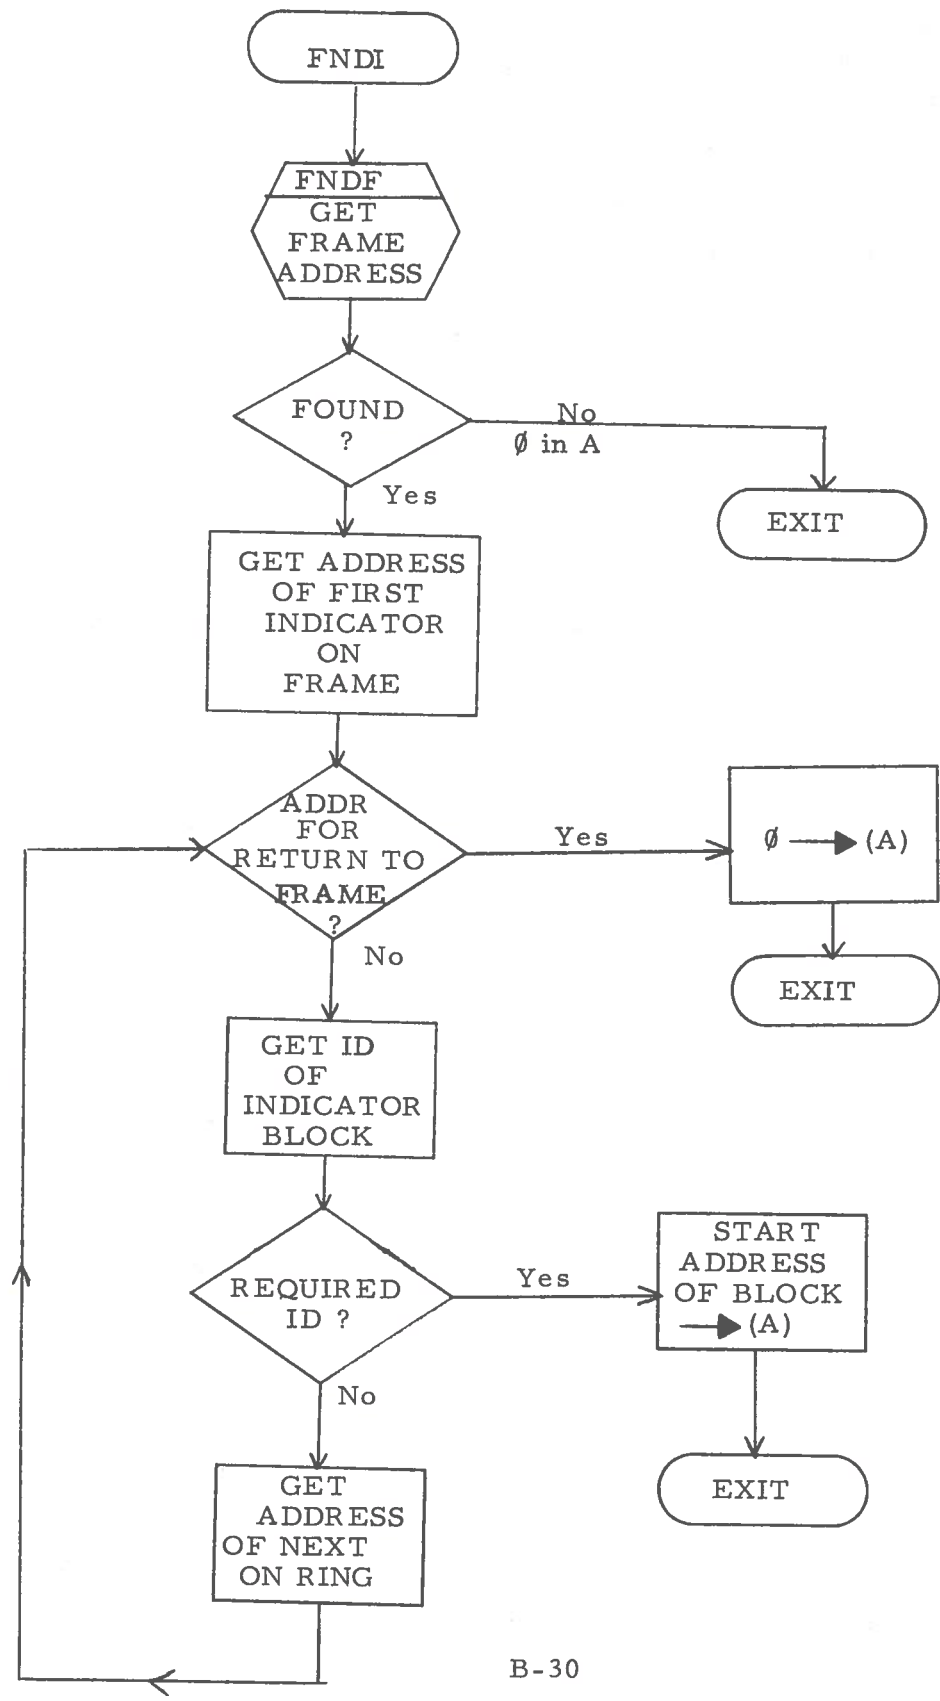 FNDI
FNDF
GET
FRAME
ADDRESS
FOUND
?
No
Ø in A
EXIT
Yes
GET ADDRESS
OF FIRST
INDICATOR
ON
FRAME
ADDR
FOR
RETURN TO
FRAME
?
Yes
Ø → (A)
EXIT
No
GET ID
OF
INDICATOR
BLOCK
REQUIRED
ID ?
Yes
START
ADDRESS
OF BLOCK
→ (A)
EXIT
No
GET
ADDRESS
OF NEXT
ON RING
B-30